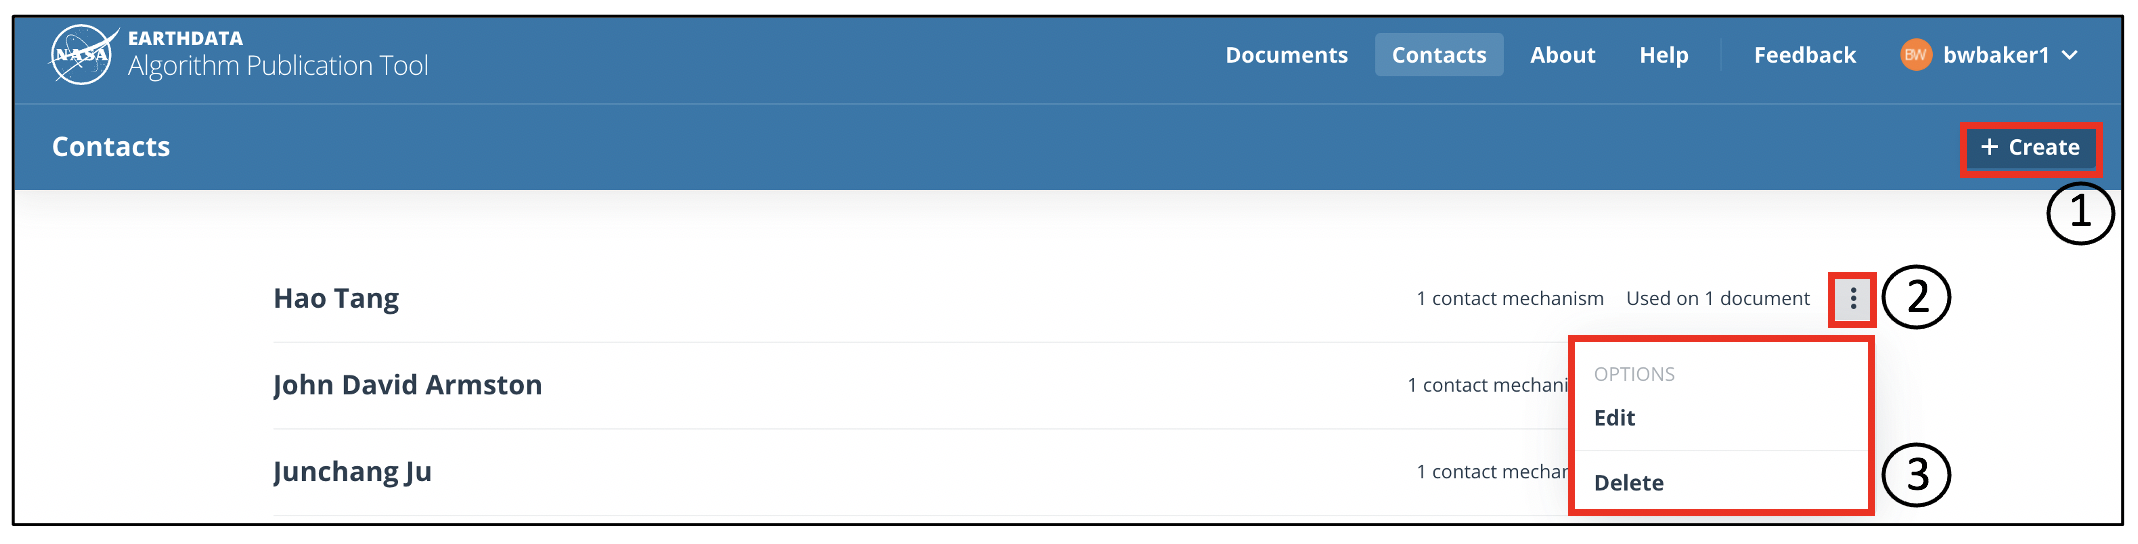 NASA
EARTHDATA
Algorithm Publication Tool
Documents Contacts About Help Feedback BW bwbaker1
Contacts
+ Create
1
Hao Tang
1 contact mechanism Used on 1 document
2
John David Armston
1 contact mechani
Junchang Ju
1 contact mechar
OPTIONS
Edit
Delete
3